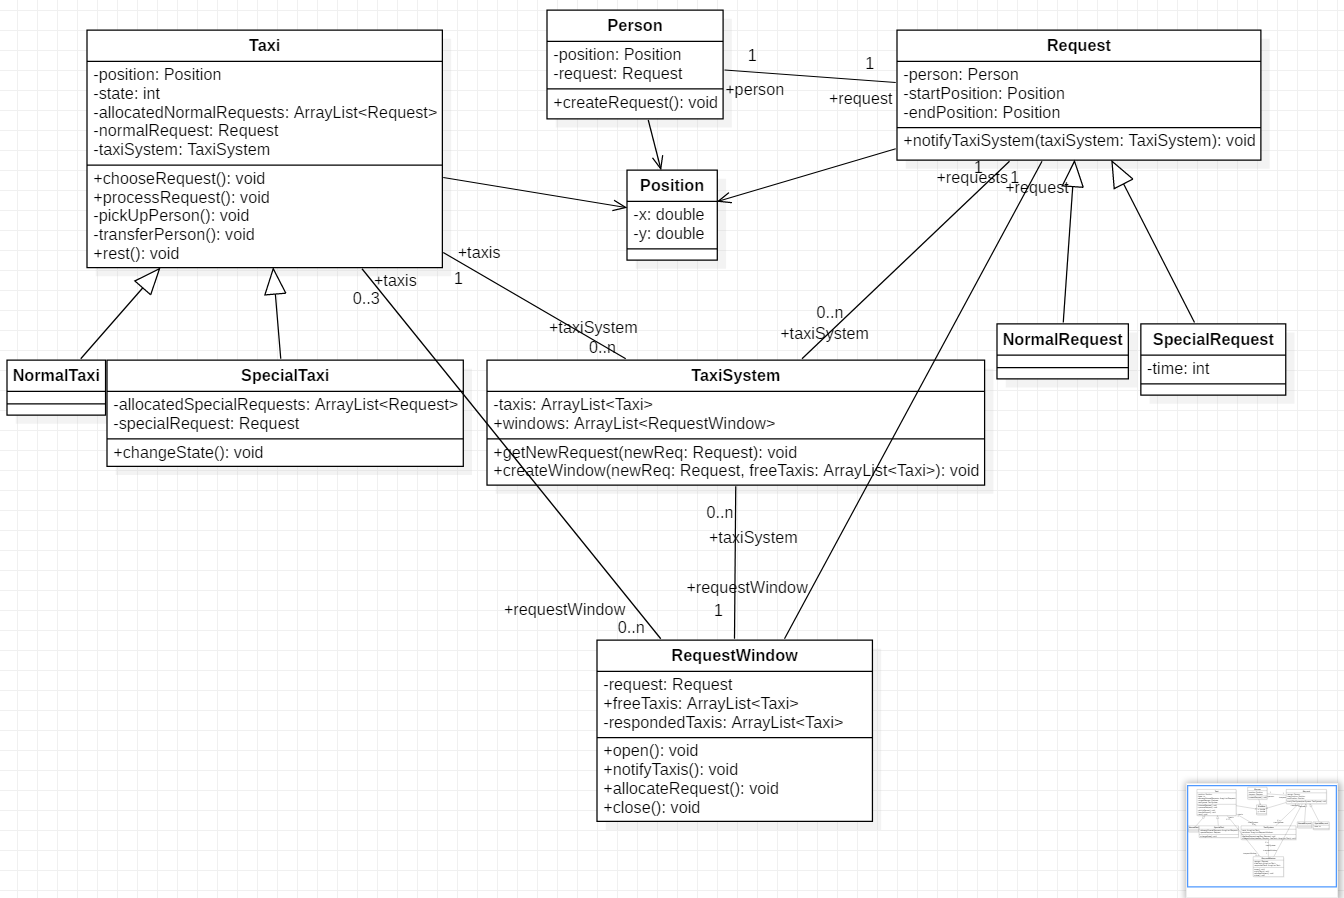 Taxi
-position: Position
-state: int
-allocatedNormalRequests: ArrayList<Request>
-normalRequest: Request
-taxiSystem: TaxiSystem
+chooseRequest(): void
+processRequest(): void
-pickUpPerson(): void
-transferPerson(): void
+rest(): void
Person
-position: Position
-request: Request
+createRequest(): void
1
+person
1
+request
Request
-person: Person
-startPosition: Position
-endPosition: Position
+notifyTaxiSystem(taxiSystem: TaxiSystem): void
Position
-x: double
-y: double
1
+requests
1
+request
+taxis
1
+taxis
0..3
+taxiSystem
0..n
0..n
+taxiSystem
NormalTaxi
SpecialTaxi
-allocatedSpecialRequests: ArrayList<Request>
-specialRequest: Request
+changeState(): void
TaxiSystem
-taxis: ArrayList<Taxi>
+windows: ArrayList<RequestWindow>
+getNewRequest(newReq: Request): void
+createWindow(newReq: Request, freeTaxis: ArrayList<Taxi>): void
NormalRequest
SpecialRequest
-time: int
0..n
+taxiSystem
+requestWindow
1
+requestWindow
0..n
RequestWindow
-request: Request
+freeTaxis: ArrayList<Taxi>
-respondedTaxis: ArrayList<Taxi>
+open(): void
+notifyTaxis(): void
+allocateRequest(): void
+close(): void